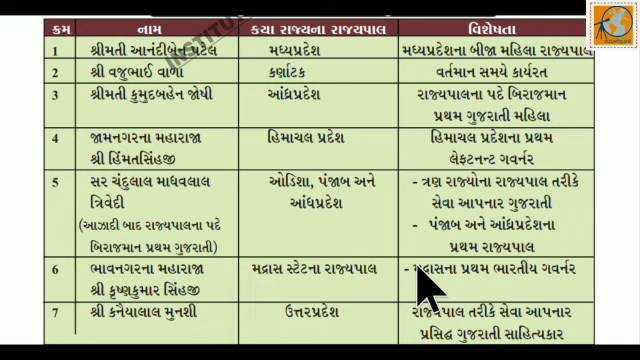 ક્રમ નામ કયા રાજ્યના રાજ્યપાલ વિશેષતા
1 શ્રીમતી આનંદીબેન પટેલ મધ્યપ્રદેશ મધ્યપ્રદેશના બીજા મહિલા રાજ્યપાલ
2 શ્રી વજુભાઈ વાળા કર્ણાટક વર્તમાન સમયે કાર્યરત
3 શ્રીમતી કુમુદબહેન જોષી આંધ્રપ્રદેશ રાજ્યપાલના પદે બિરાજમાન
પ્રથમ ગુજરાતી મહિલા
4 જામનગરના મહારાજા હિમાચલ પ્રદેશ હિમાચલ પ્રદેશના પ્રથમ
શ્રી હિંમતસિંહજી લેફટનન્ટ ગવર્નર
5 સર ચંદુલાલ માધવલાલ ઓડિશા, પંજાબ અને - ત્રણ રાજ્યોના રાજ્યપાલ તરીકે
ત્રિવેદી આંધ્રપ્રદેશ સેવા આપનાર ગુજરાતી
(આઝાદી બાદ રાજ્યપાલના પદે - પંજાબ અને આંધ્રપ્રદેશના
બિરાજમાન પ્રથમ ગુજરાતી) પ્રથમ રાજ્યપાલ
6 ભાવનગરના મહારાજા મદ્રાસ સ્ટેટના રાજ્યપાલ - મદ્રાસના પ્રથમ ભારતીય ગવર્નર
શ્રી કૃષ્ણકુમાર સિંહજી
7 શ્રી કનૈયાલાલ મુનશી ઉત્તરપ્રદેશ રાજ્યપાલ તરીકે સેવા આપનાર
પ્રસિદ્ધ ગુજરાતી સાહિત્યકાર